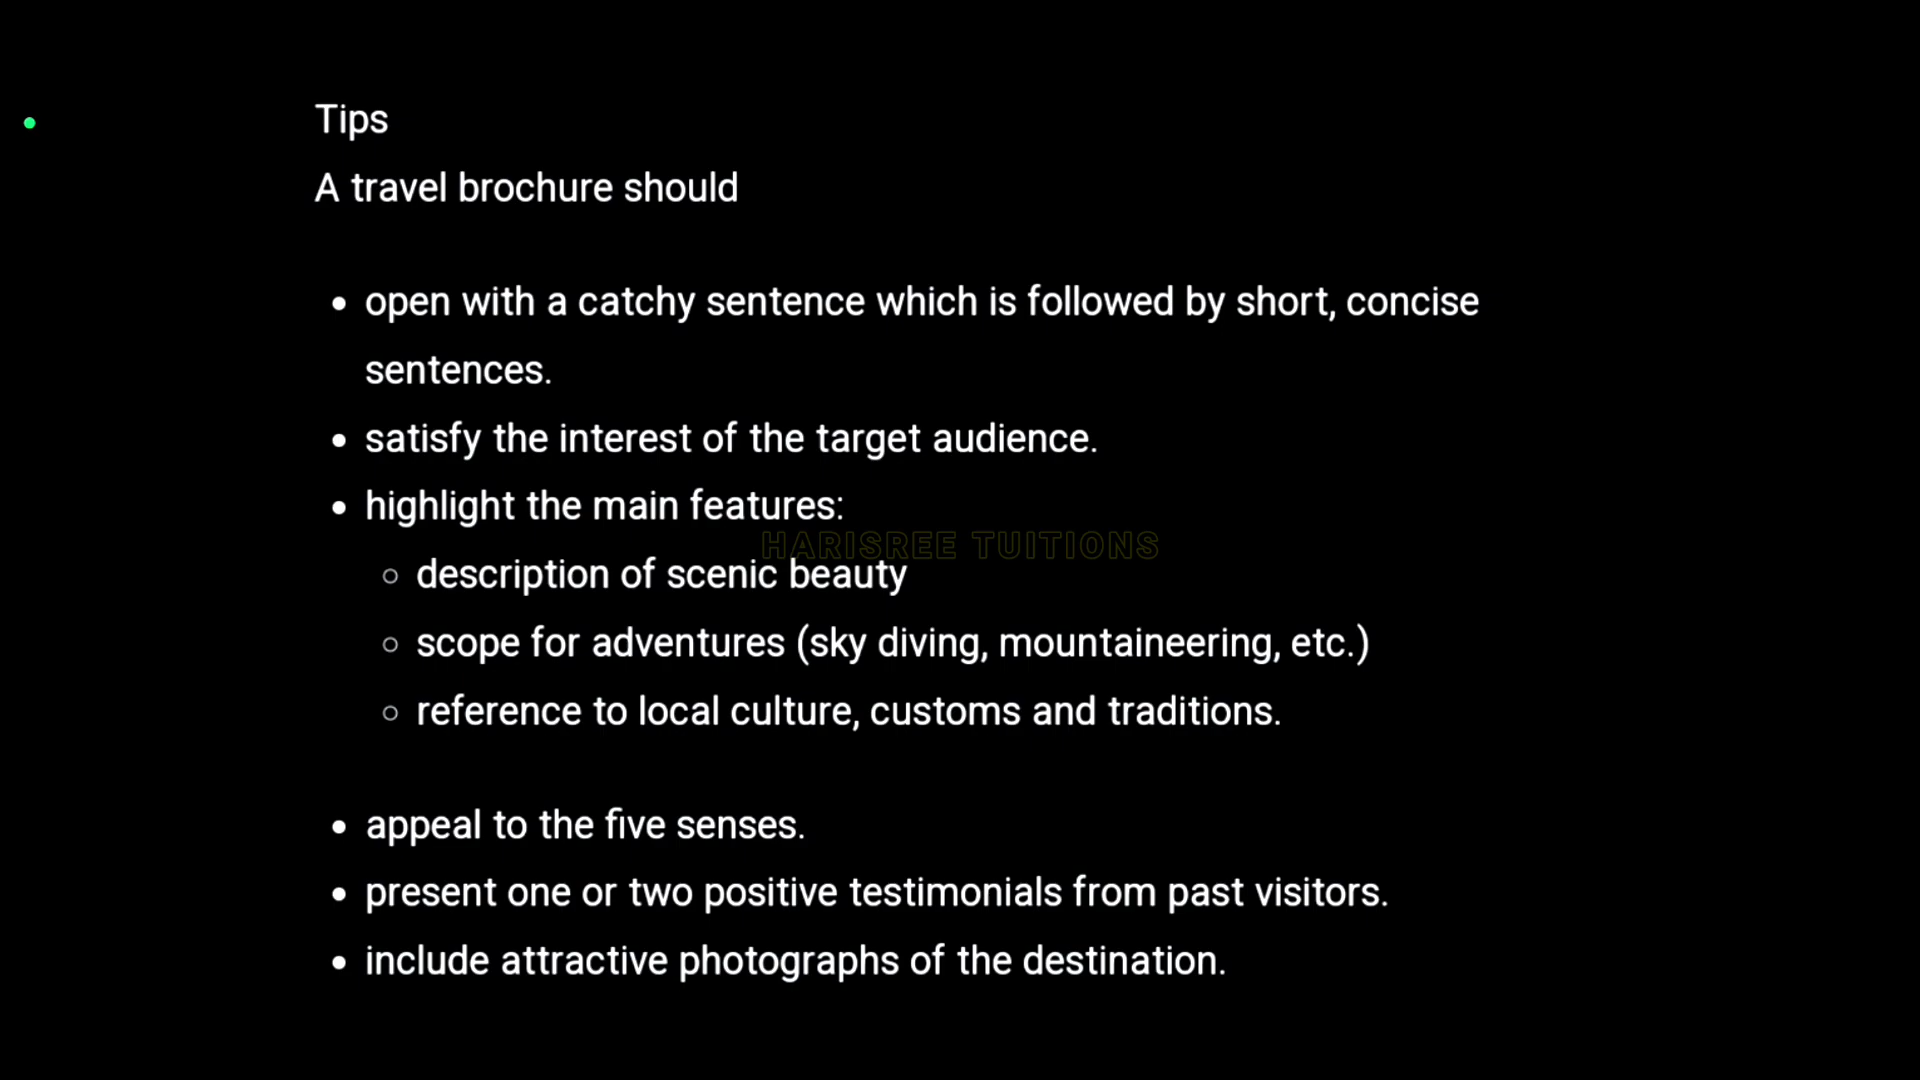 Tips
A travel brochure should
• open with a catchy sentence which is followed by short, concise
sentences.
• satisfy the interest of the target audience.
• highlight the main features:
HARISREE TUITIONS
○ description of scenic beauty
○ scope for adventures (sky diving, mountaineering, etc.)
○ reference to local culture, customs and traditions.
• appeal to the five senses.
• present one or two positive testimonials from past visitors.
• include attractive photographs of the destination.